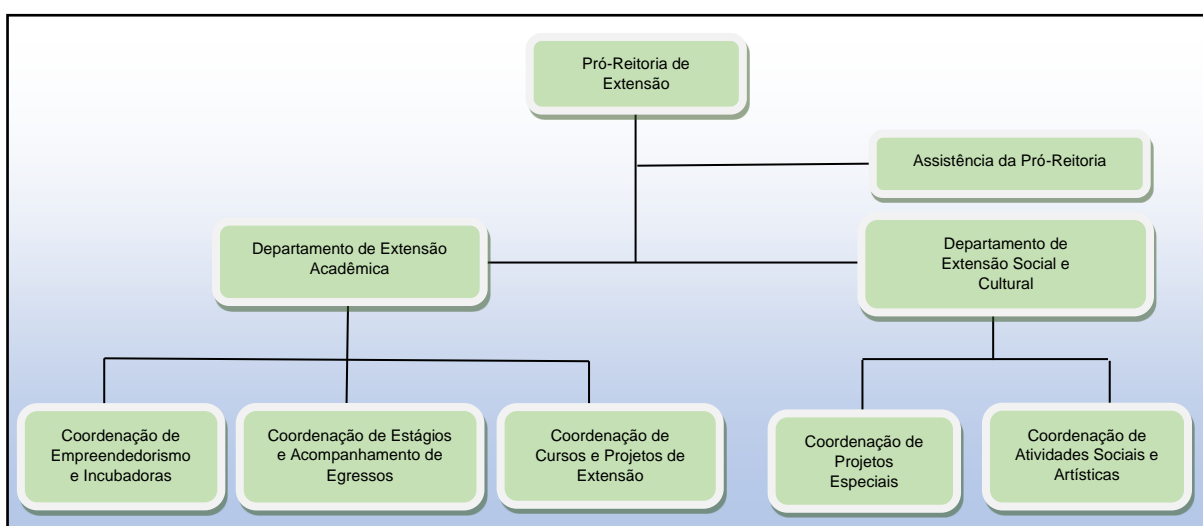 Pró-Reitoria de
Extensão
Assistência da Pró-Reitoria
Departamento de Extensão
Acadêmica
Departamento de
Extensão Social e
Cultural
Coordenação de
Empreendedorismo
e Incubadoras
Coordenação de Estágios
e Acompanhamento de
Egressos
Coordenação de
Cursos e Projetos de
Extensão
Coordenação de
Projetos
Especiais
Coordenação de
Atividades Sociais e
Artísticas